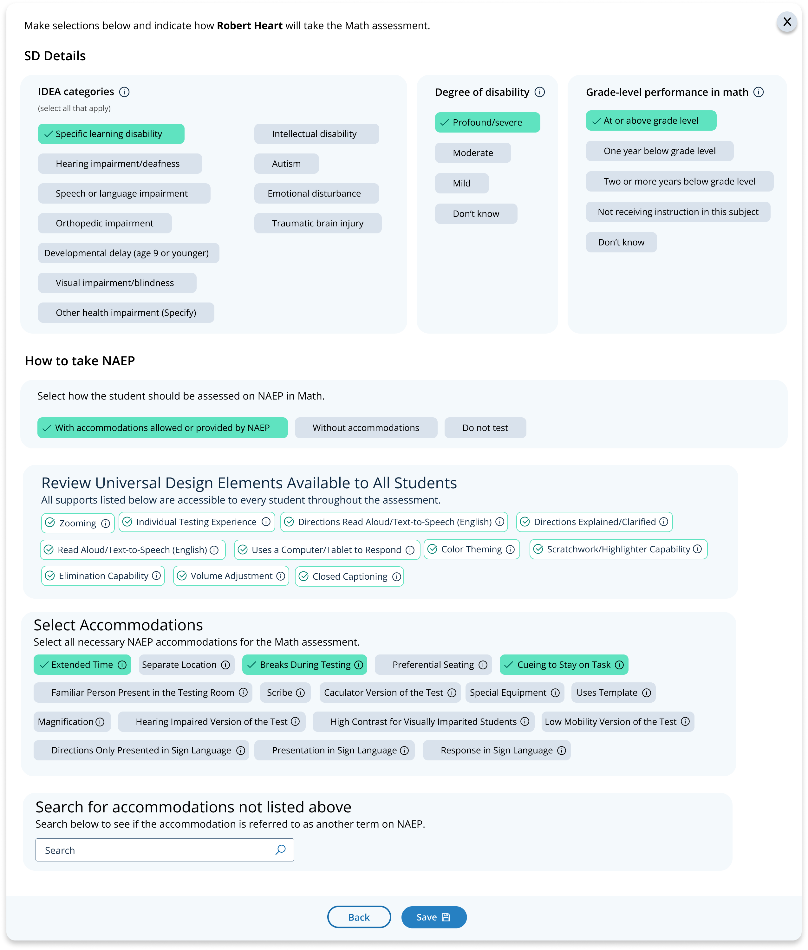 Make selections below and indicate how Robert Heart will take the Math assessment.
X
SD Details
IDEA categories
(select all that apply)
Specific learning disability
Intellectual disability
Hearing impairment/deafness
Autism
Speech or language impairment
Emotional disturbance
Orthopedic impairment
Traumatic brain injury
Developmental delay (age 9 or younger)
Visual impairment/blindness
Other health impairment (Specify)
Degree of disability
Profound/severe
Moderate
Mild
Don't know
Grade-level performance in math
At or above grade level
One year below grade level
Two or more years below grade level
Not receiving instruction in this subject
Don't know
How to take NAEP
Select how the student should be assessed on NAEP in Math.
With accommodations allowed or provided by NAEP Without accommodations Do not test
Review Universal Design Elements Available to All Students
All supports listed below are accessible to every student throughout the assessment.
Zooming Individual Testing Experience Directions Read Aloud/Text-to-Speech (English) Directions Explained/Clarified
Read Aloud/Text-to-Speech (English) Uses a Computer/Tablet to Respond Color Theming Scratchwork/Highlighter Capability
Elimination Capability Volume Adjustment Closed Captioning
Select Accommodations
Select all necessary NAEP accommodations for the Math assessment.
Extended Time Separate Location Breaks During Testing Preferential Seating Cueing to Stay on Task
Familiar Person Present in the Testing Room Scribe Caculator Version of the Test Special Equipment Uses Template
Magnification Hearing Impaired Version of the Test High Contrast for Visually Imparited Students Low Mobility Version of the Test
Directions Only Presented in Sign Language Presentation in Sign Language Response in Sign Language
Search for accommodations not listed above
Search below to see if the accommodation is referred to as another term on NAEP.
Search
Back Save